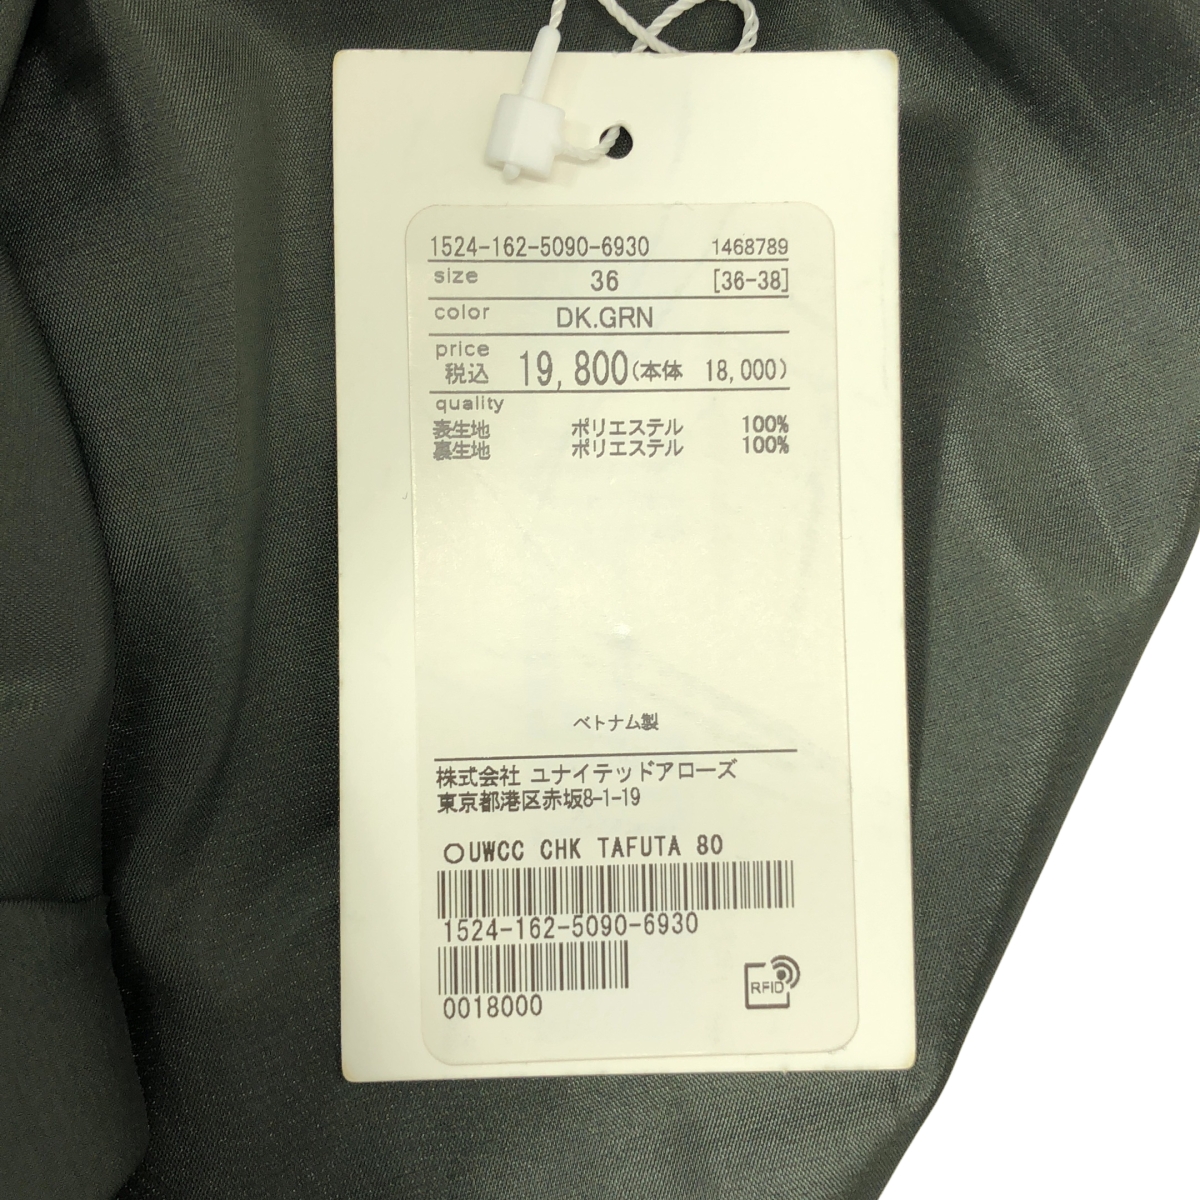 1524-162-5090-6930 1468789
size 36 [36-38]
color DK.GRN
price
税込 19,800(本体 18,000)
quality
表生地 ポリエステル 100%
裏生地 ポリエステル 100%
ベトナム製
株式会社 ユナイテッドアローズ
東京都港区赤坂8-1-19
○UWCC CHK TAFUTA 80
1524-162-5090-6930
RFID
0018000